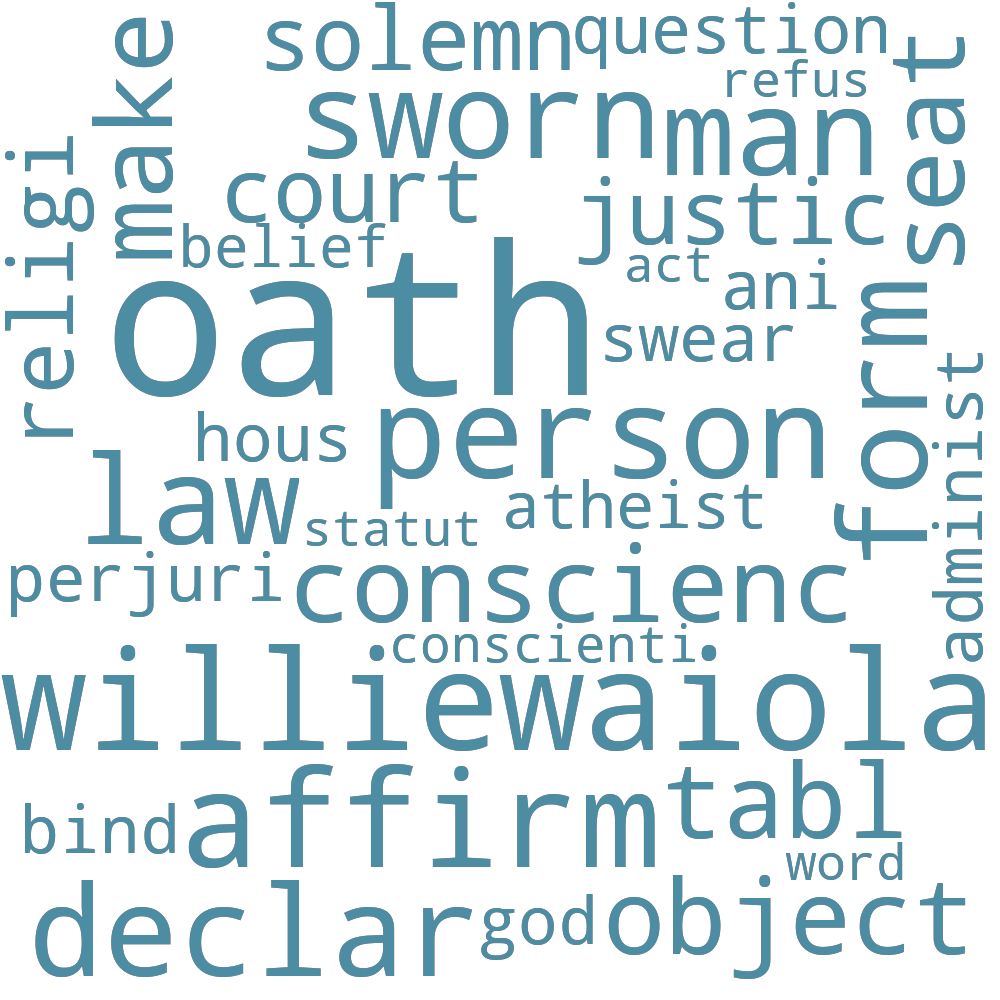 solemn question
refus
make
seat
sworn man
religi
court justic
belief act ani
oath swear
form
administ
hous person
law statut atheist
perjuri conscienc
conscienti
williewaiola
affirm tabl
bind word
declar god object